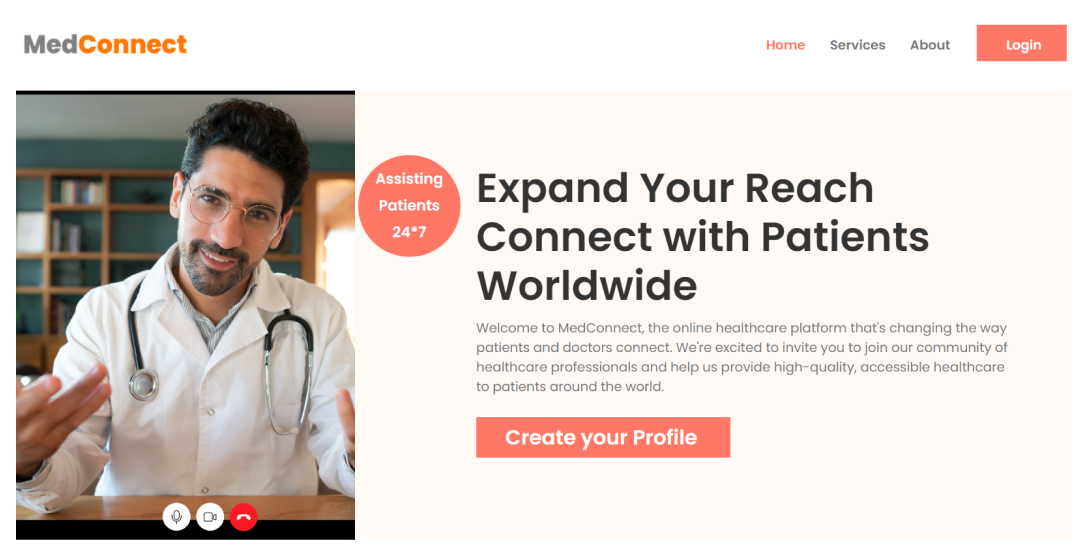 MedConnect
Home Services About Login
Assisting
Patients
24*7
Expand Your Reach
Connect with Patients
Worldwide
Welcome to MedConnect, the online healthcare platform that's changing the way
patients and doctors connect. We're excited to invite you to join our community of
healthcare professionals and help us provide high-quality, accessible healthcare
to patients around the world.
Create your Profile